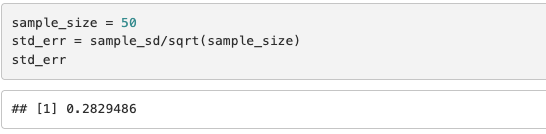 sample_size = 50
std_err = sample_sd/sqrt(sample_size)
std_err
## [1] 0.2829486